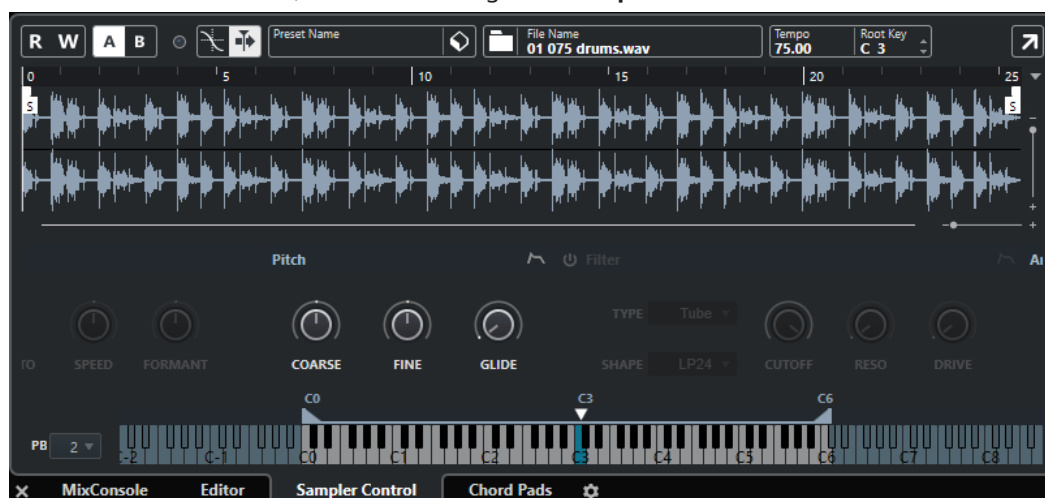 R W A B Preset Name File Name Tempo Root Key
01 075 drums.wav 75.00 C 3
0 5 10 15 20 25
S S
Pitch Filter
TYPE Tube
SPEED FORMANT COARSE FINE GLIDE SHAPE LP24 CUTOFF RESO DRIVE
C0 C3 C6
PB 2
-2 C-1 C0 C1 C2 C3 C4 C5 C6 C7 C8
MixConsole Editor Sampler Control Chord Pads